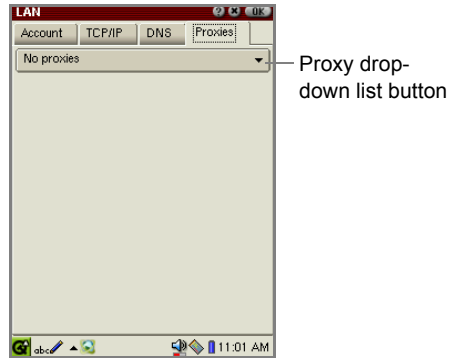 LAN ? × OK
Account TCP/IP DNS Proxies
No proxies
Proxy drop-
down list button
abc 11:01 AM